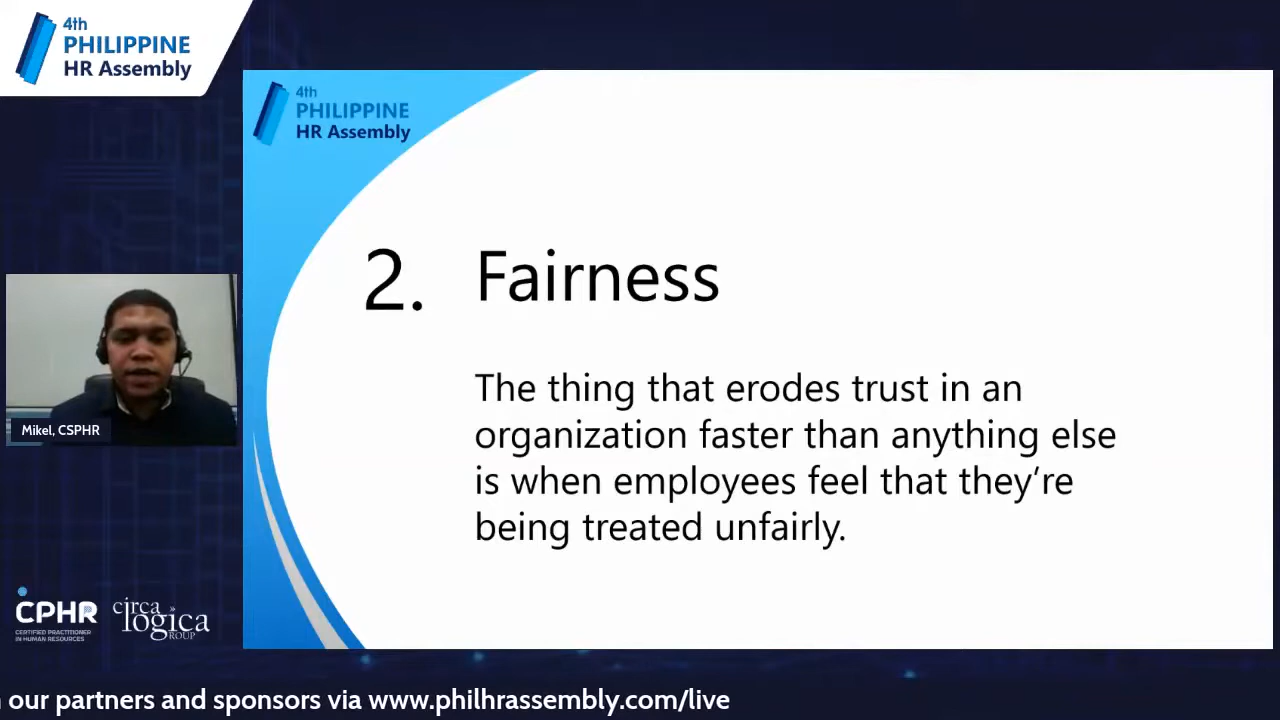 4th
PHILIPPINE
HR Assembly
4th
PHILIPPINE
HR Assembly
2. Fairness
The thing that erodes trust in an
organization faster than anything else
is when employees feel that they’re
being treated unfairly.
Mikel, CSPHR
CPHR
CERTIFIED PRACTITIONER
IN HUMAN RESOURCES
circa
logica
GROUP
our partners and sponsors via www.philhrassembly.com/live